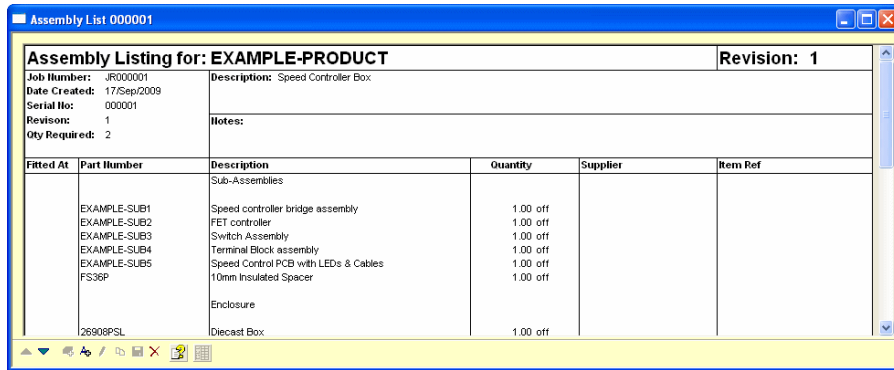 Assembly List 000001
Assembly Listing for: EXAMPLE-PRODUCT Revision: 1
Job Number: JR000001 Description: Speed Controller Box
Date Created: 17/Sep/2009
Serial No: 000001
Revison: 1 Notes:
Qty Required: 2
Fitted At Part Number Description Quantity Supplier Item Ref
Sub-Assemblies
EXAMPLE-SUB1 Speed controller bridge assembly 1.00 off
EXAMPLE-SUB2 FET controller 1.00 off
EXAMPLE-SUB3 Switch Assembly 1.00 off
EXAMPLE-SUB4 Terminal Block assembly 1.00 off
EXAMPLE-SUB5 Speed Control PCB with LEDs & Cables 1.00 off
FS36P 10mm Insulated Spacer 1.00 off
Enclosure
26908PSL Diecast Box 1.00 off